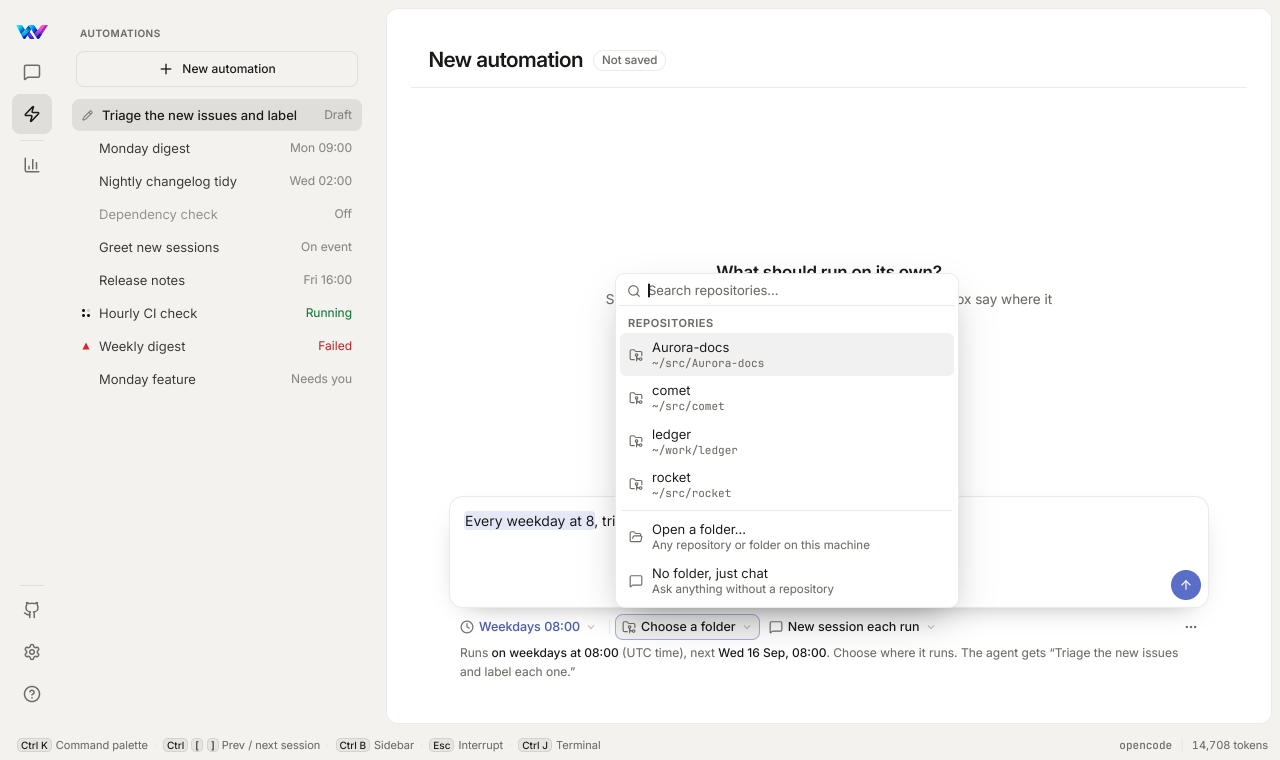 AUTOMATIONS
New automation
Triage the new issues and label Draft
Monday digest Mon 09:00
Nightly changelog tidy Wed 02:00
Dependency check Off
Greet new sessions On event
Release notes Fri 16:00
Hourly CI check Running
Weekly digest Failed
Monday feature Needs you
New automation Not saved
What should run on its own?
ox say where it
Search repositories...
REPOSITORIES
Aurora-docs
~/src/Aurora-docs
comet
~/src/comet
ledger
~/work/ledger
rocket
~/src/rocket
Open a folder...
Any repository or folder on this machine
No folder, just chat
Ask anything without a repository
Every weekday at 8, tri
Weekdays 08:00 Choose a folder New session each run
Runs on weekdays at 08:00 (UTC time), next Wed 16 Sep, 08:00. Choose where it runs. The agent gets “Triage the new issues
and label each one.”
Ctrl K Command palette Ctrl [ ] Prev / next session Ctrl B Sidebar Esc Interrupt Ctrl J Terminal
opencode 14,708 tokens